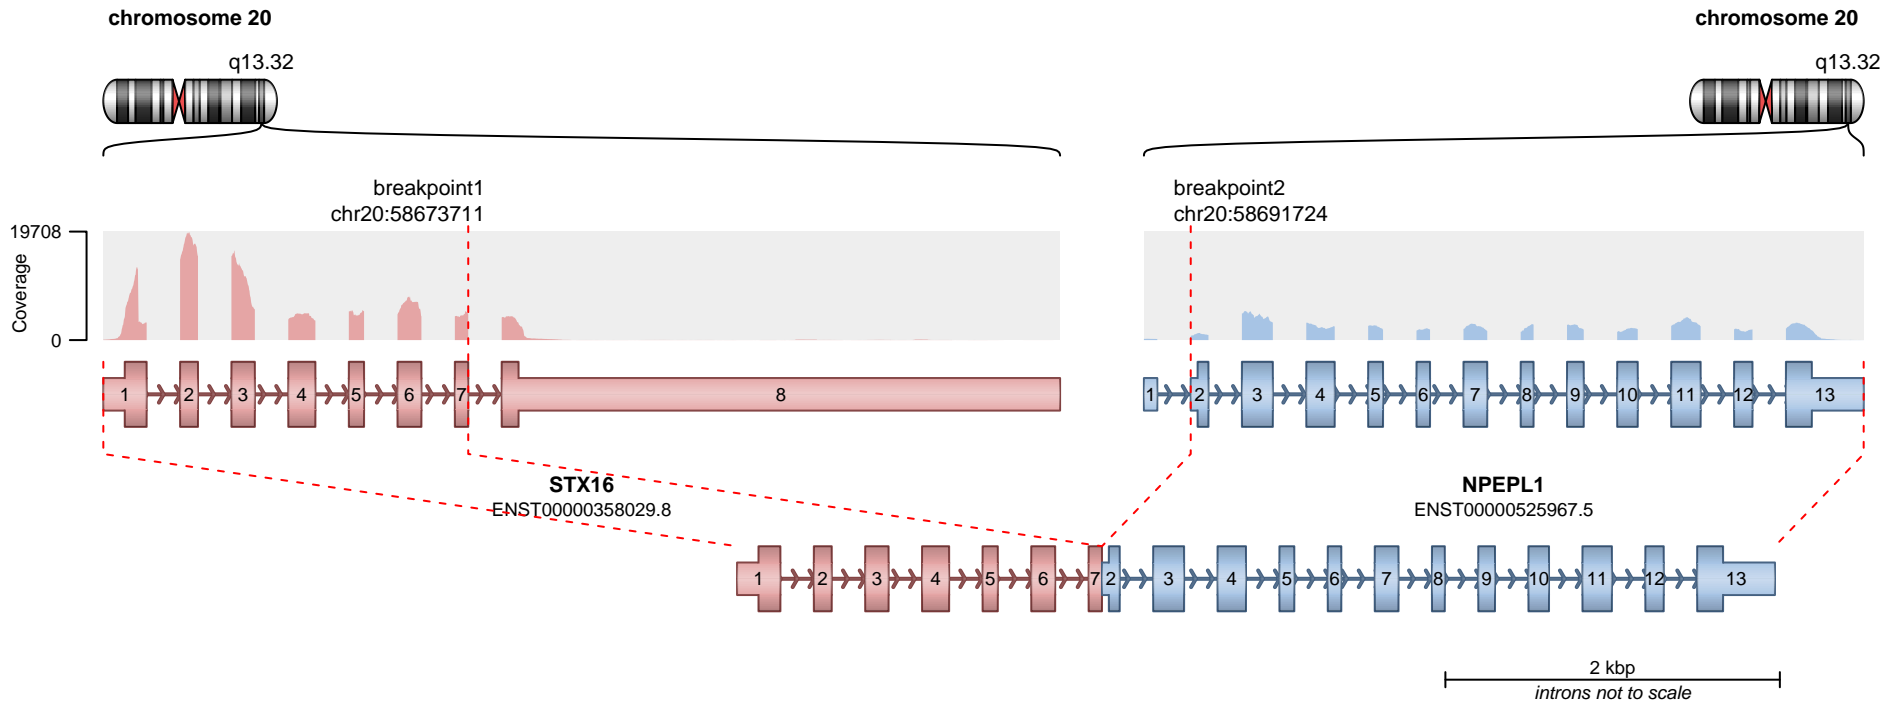 chromosome 20
chromosome 20
q13.32
q13.32
breakpoint1
chr20:58673711
breakpoint2
chr20:58691724
19708
Coverage
0
1 2 3 4 5 6 7 8
1 2 3 4 5 6 7 8 9 10 11 12 13
STX16
ENST00000358029.8
NPEPL1
ENST00000525967.5
1 2 3 4 5 6 7 2 3 4 5 6 7 8 9 10 11 12 13
2 kbp
introns not to scale